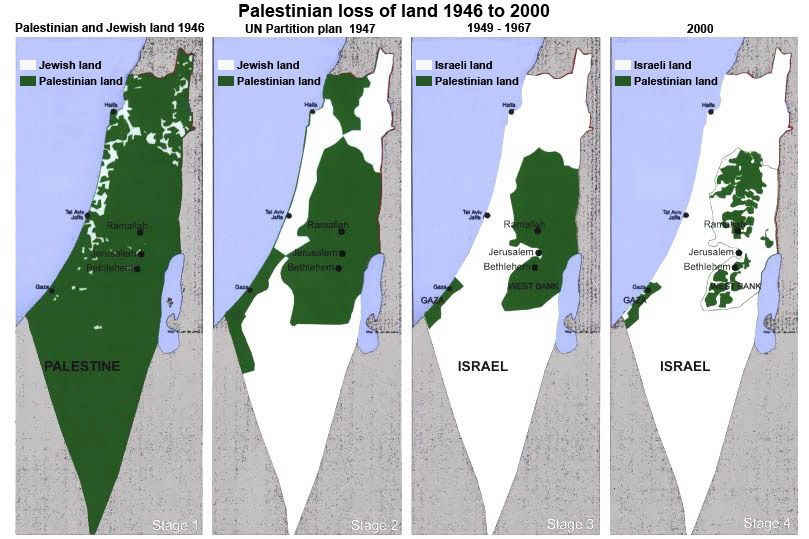 Palestinian loss of land 1946 to 2000
Palestinian and Jewish land 1946
Jewish land
Palestinian land
Haifa
Tel Aviv
Jaffa
Ramallah
Jerusalem
Bethlehem
Gaza
PALESTINE
Stage 1
UN Partition plan 1947
Jewish land
Palestinian land
Haifa
Tel Aviv
Jaffa
Ramallah
Jerusalem
Bethlehem
Gaza
Stage 2
1949 - 1967
Israeli land
Palestinian land
Haifa
Tel Aviv
Jaffa
Ramallah
Jerusalem
Bethlehem
Gaza
WEST BANK
GAZA
ISRAEL
Stage 3
2000
Israeli land
Palestinian land
Haifa
Tel Aviv
Jaffa
Ramallah
Jerusalem
Bethlehem
Gaza
WEST BANK
GAZA
ISRAEL
Stage 4